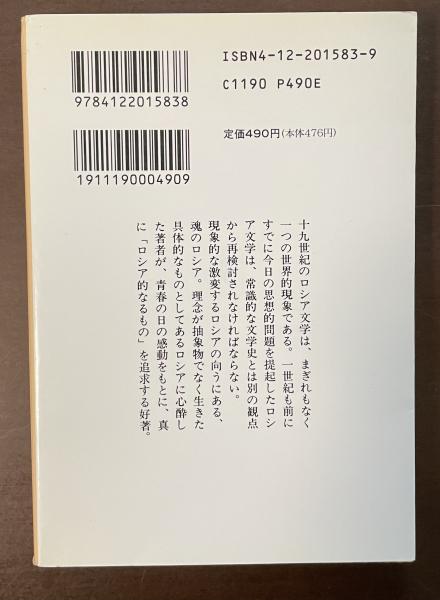 ISBN4-12-201583-9
C1190 P490E
9784122015838
定価490円(本体476円)
1911190004909
十九世紀のロシア文学は、まぎれもなく
一つの世界的現象である。一世紀も前に
すでに今日の思想的問題を提起したロシ
ア文学は、常識的な文学史とは別の観点
から再検討されなければならない。
現象的な激変するロシアの向うにある、
魂のロシア。理念が抽象物でなく生きた
具体的なものとしてあるロシアに心酔し
た著者が、青春の日の感動をもとに、真
に「ロシア的なるもの」を追求する好著。